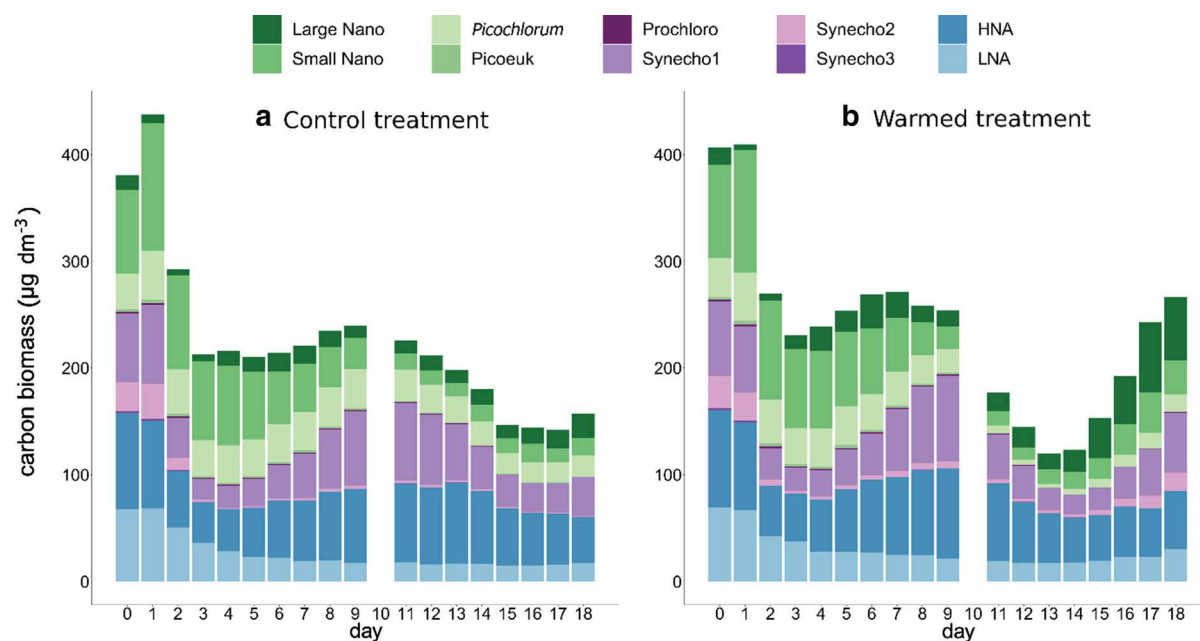 Large Nano Picochlorum Prochloro Synecho2 HNA
Small Nano Picoeuk Synecho1 Synecho3 LNA
a Control treatment b Warmed treatment
carbon biomass (µg dm⁻³)
400 400
300 300
200 200
100 100
0 0
0 1 2 3 4 5 6 7 8 9 10 11 12 13 14 15 16 17 18 0 1 2 3 4 5 6 7 8 9 10 11 12 13 14 15 16 17 18
day day